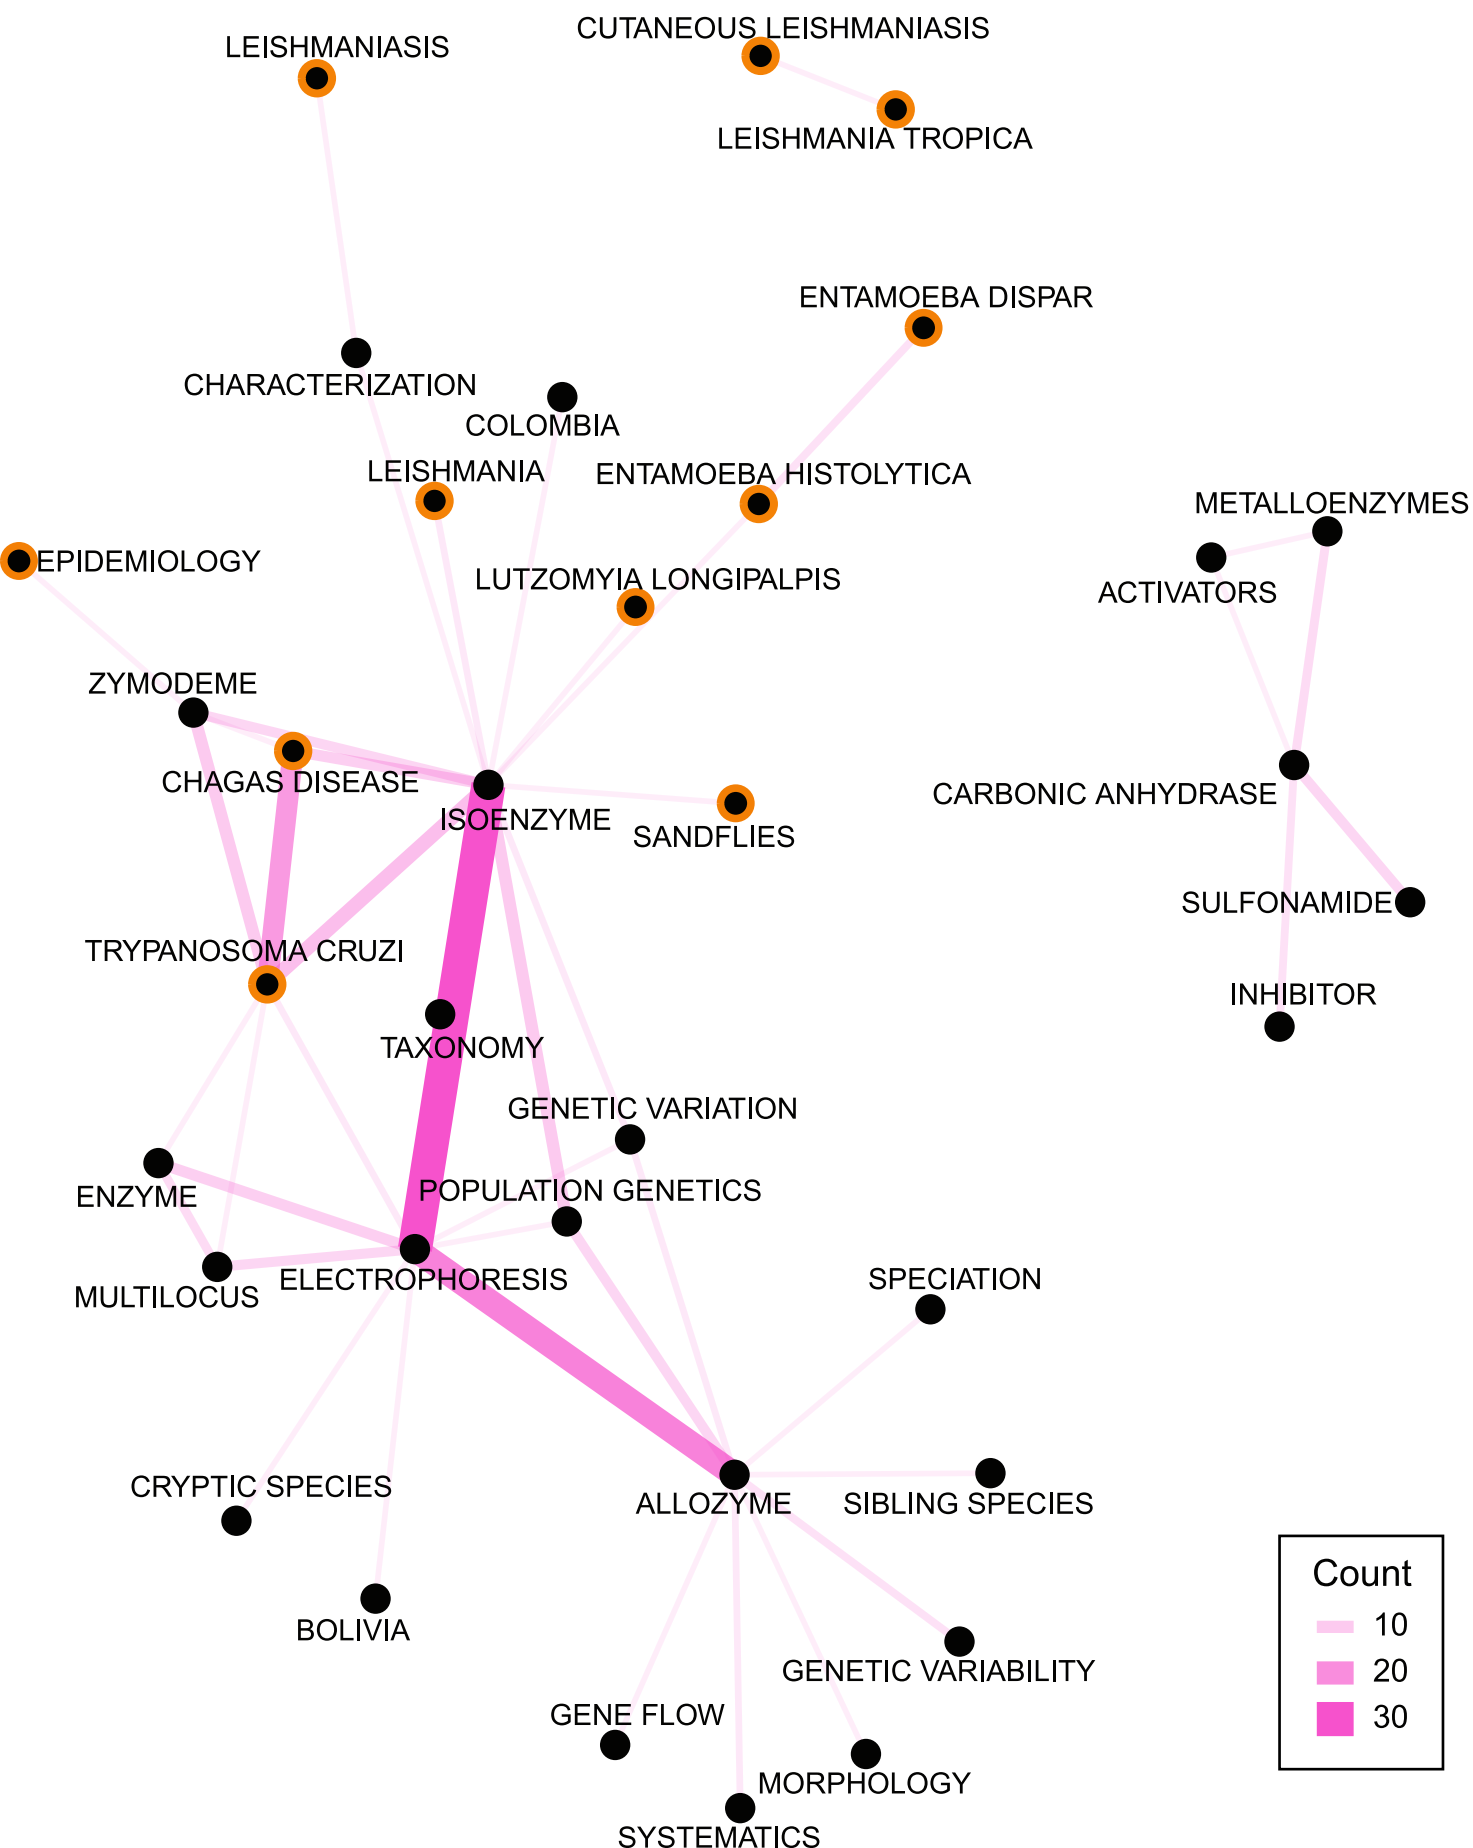 CUTANEOUS LEISHMANIASIS
LEISHMANIASIS
LEISHMANIA TROPICA
ENTAMOEBA DISPAR
CHARACTERIZATION
COLOMBIA
LEISHMANIA
ENTAMOEBA HISTOLYTICA
METALLOENZYMES
EPIDEMIOLOGY
LUTZOMYIA LONGIPALPIS
ACTIVATORS
ZYMODEME
CHAGAS DISEASE
CARBONIC ANHYDRASE
ISOENZYME
SANDFLIES
SULFONAMIDE
TRYPANOSOMA CRUZI
INHIBITOR
TAXONOMY
GENETIC VARIATION
POPULATION GENETICS
ENZYME
ELECTROPHORESIS
SPECIATION
MULTILOCUS
CRYPTIC SPECIES
ALLOZYME
SIBLING SPECIES
Count
10
BOLIVIA
20
GENETIC VARIABILITY
GENE FLOW
30
MORPHOLOGY
SYSTEMATICS